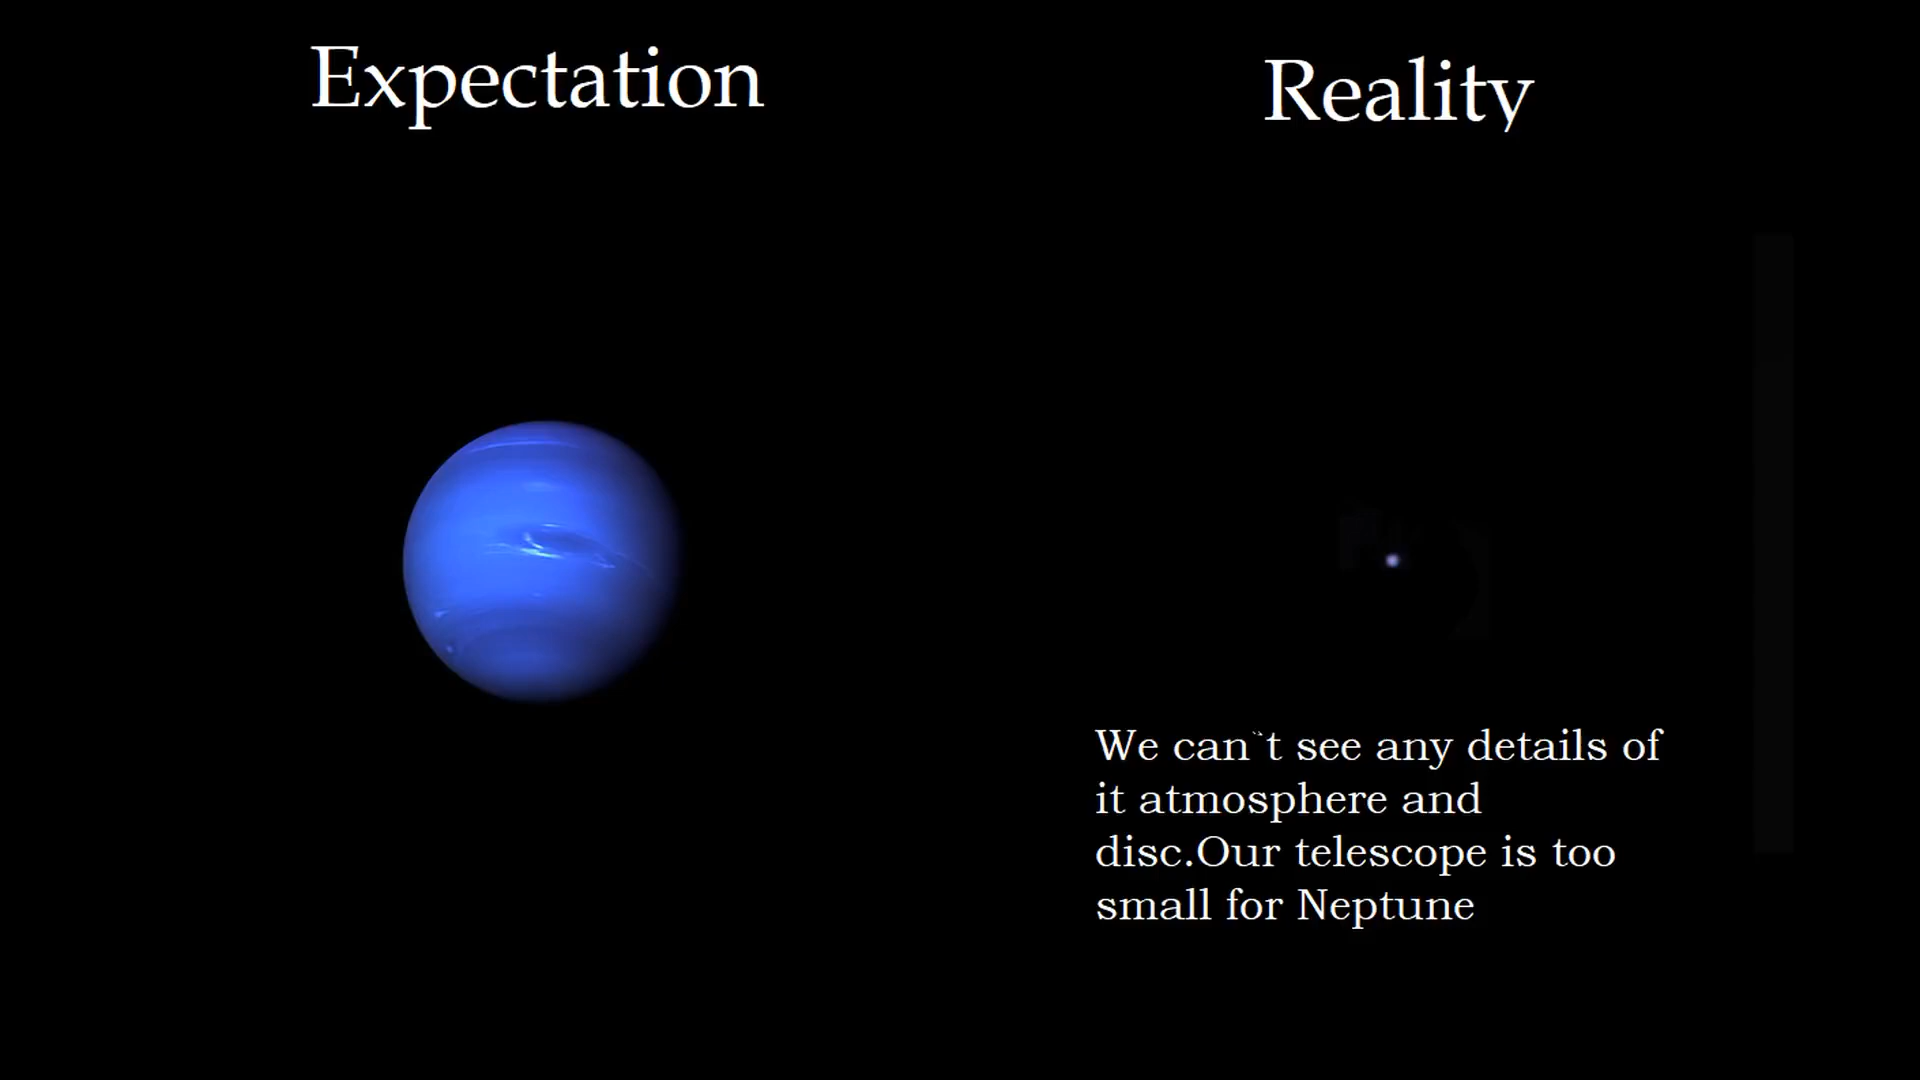 Expectation
Reality
We can``t see any details of
it atmosphere and
disc.Our telescope is too
small for Neptune